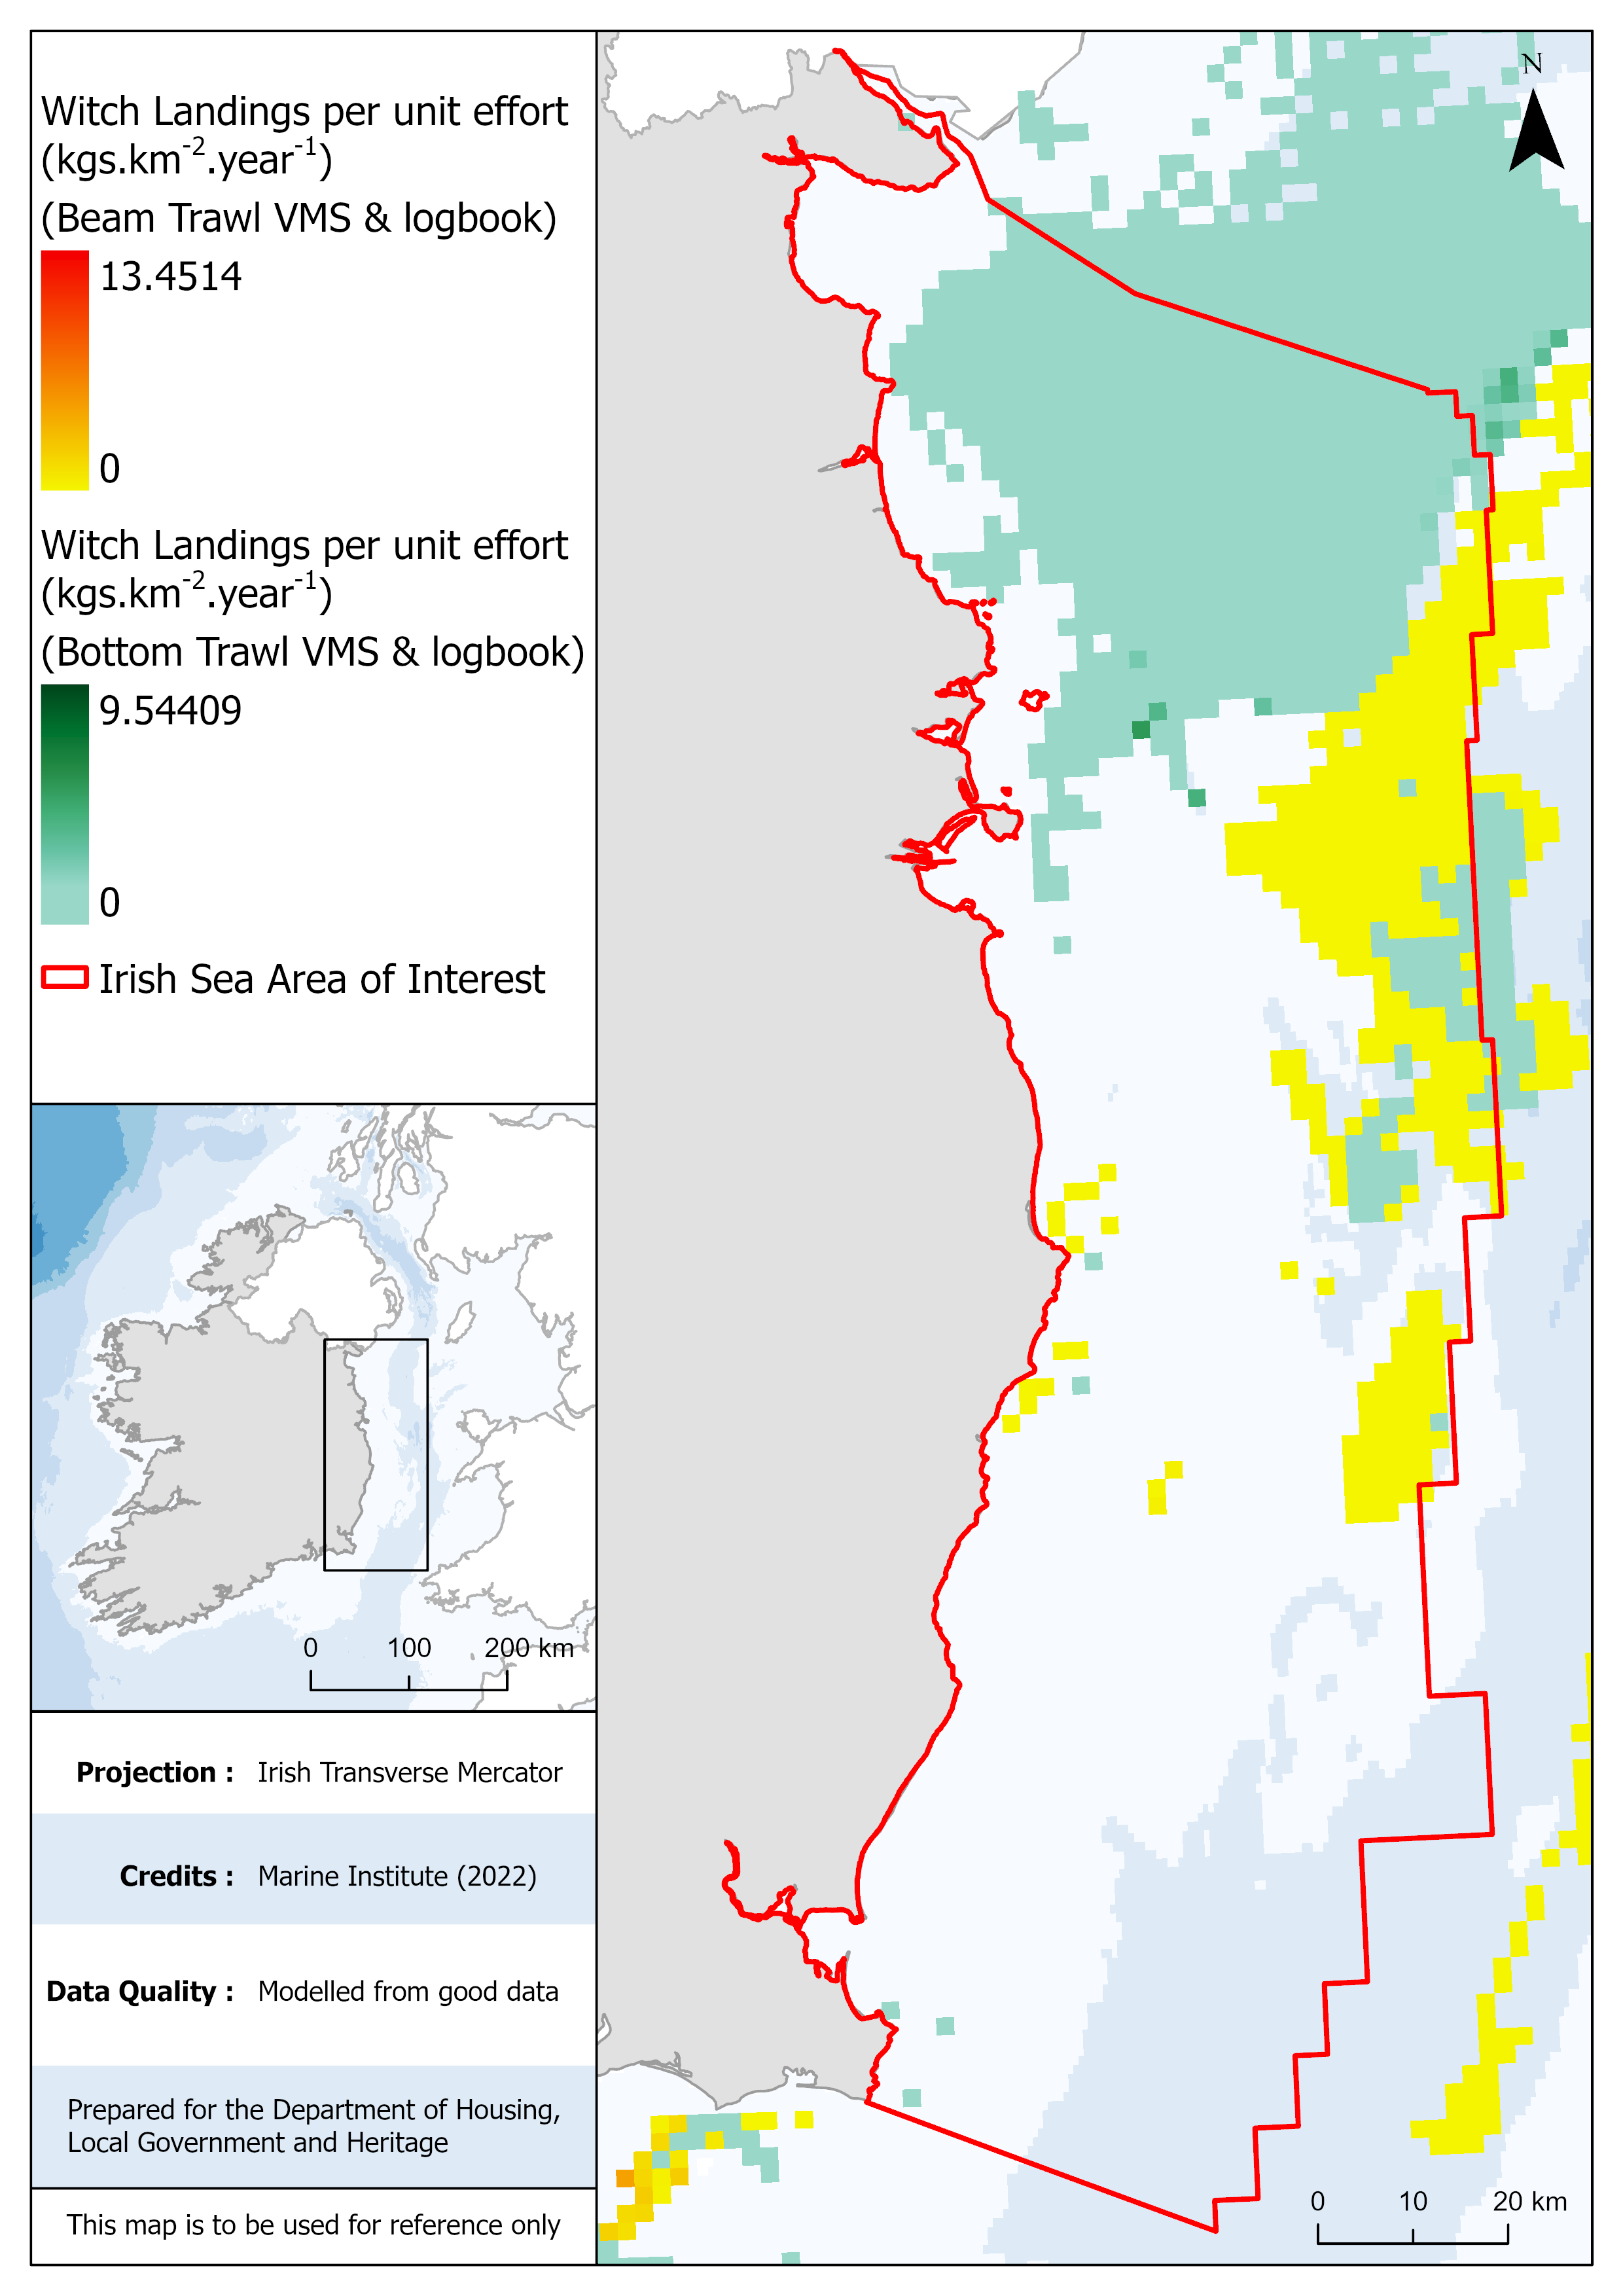 Witch Landings per unit effort
(kgs.km-2.year-1)
(Beam Trawl VMS & logbook)
13.4514
0
Witch Landings per unit effort
(kgs.km-2.year-1)
(Bottom Trawl VMS & logbook)
9.54409
0
Irish Sea Area of Interest
0 100 200 km
Projection : Irish Transverse Mercator
Credits : Marine Institute (2022)
Data Quality : Modelled from good data
Prepared for the Department of Housing,
Local Government and Heritage
This map is to be used for reference only
N
0 10 20 km